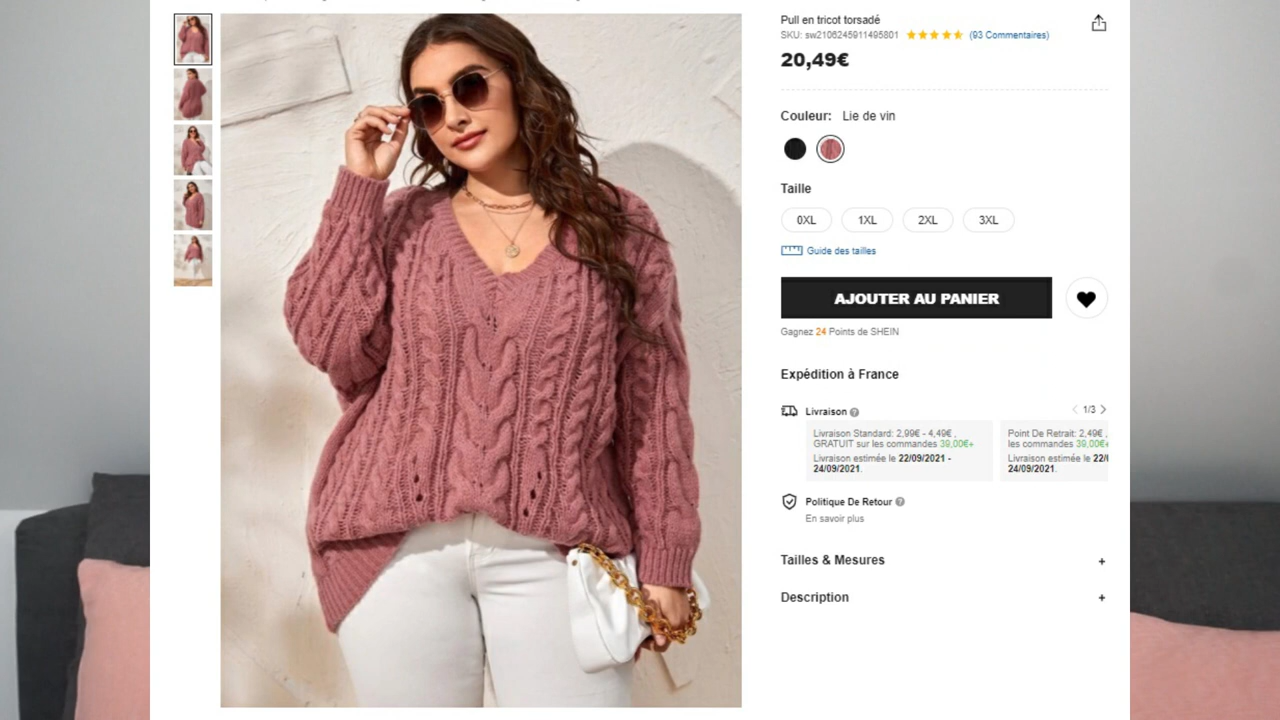 Pull en tricot torsadé
SKU: sw2106245911495801 (93 Commentaires)
20,49€
Couleur: Lie de vin
Taille
0XL 1XL 2XL 3XL
Guide des tailles
AJOUTER AU PANIER
Gagnez 24 Points de SHEIN
Expédition à France
Livraison ?
1/3
Livraison Standard: 2,99€ - 4,49€ ,
GRATUIT sur les commandes 39,00€+
Livraison estimée le 22/09/2021 -
24/09/2021.
Point De Retrait: 2,49€ ,
les commandes 39,00€+
Livraison estimée le 22/
24/09/2021.
Politique De Retour ?
En savoir plus
Tailles & Mesures +
Description +